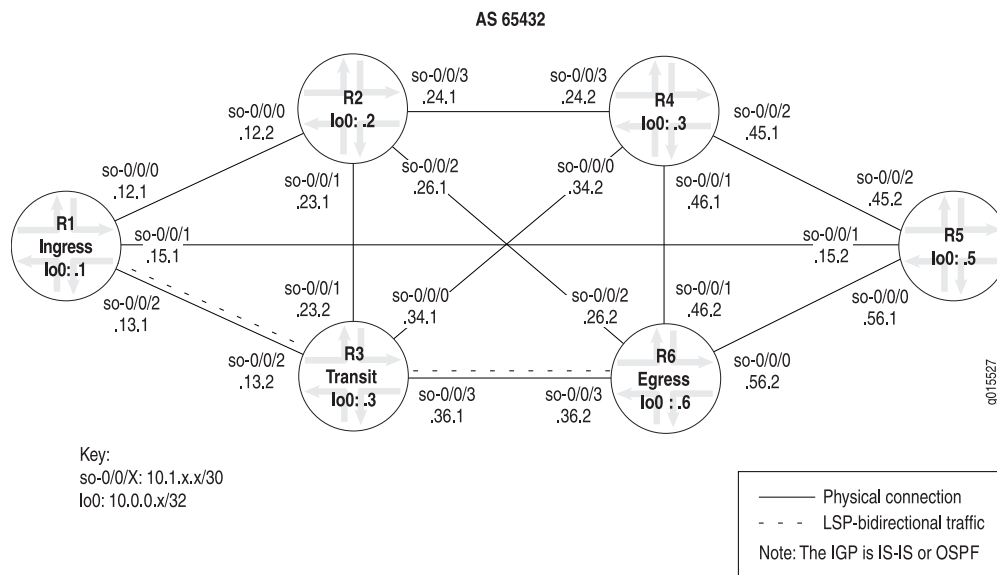 AS 65432
so-0/0/3
.24.1
so-0/0/3
.24.2
R2
lo0: .2
R4
lo0: .3
so-0/0/0
.12.2
so-0/0/2
.45.1
so-0/0/0
.12.1
so-0/0/2
.26.1
so-0/0/0
.34.2
so-0/0/1
.23.1
so-0/0/1
.46.1
so-0/0/2
.45.2
R1
Ingress
lo0: .1
so-0/0/1
.15.1
so-0/0/1
.15.2
R5
lo0: .5
so-0/0/2
.13.1
so-0/0/1
.23.2
so-0/0/0
.34.1
so-0/0/2
.26.2
so-0/0/1
.46.2
so-0/0/0
.56.1
so-0/0/2
.13.2
R3
Transit
lo0: .3
R6
Egress
lo0 : .6
so-0/0/0
.56.2
so-0/0/3
.36.1
so-0/0/3
.36.2
g015527
Key:
so-0/0/X: 10.1.x.x/30
lo0: 10.0.0.x/32
Physical connection
LSP-bidirectional traffic
Note: The IGP is IS-IS or OSPF